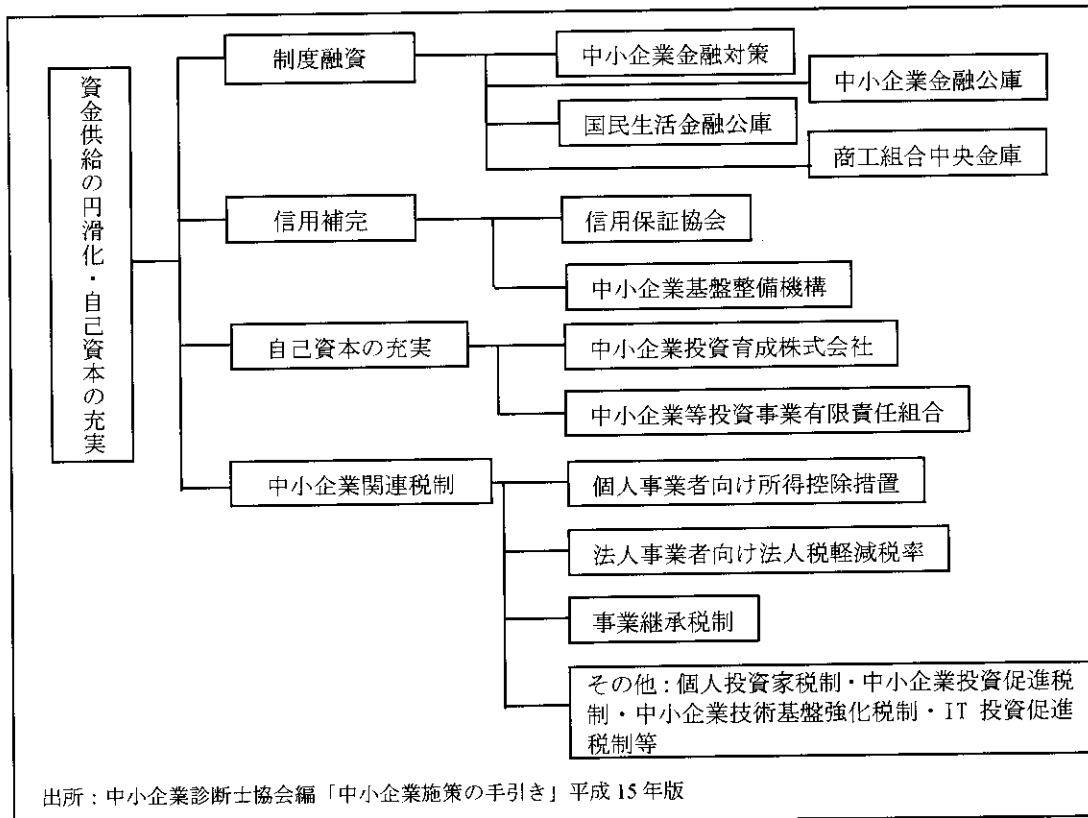 資金供給の円滑化・自己資本の充実
制度融資
中小企業金融対策
中小企業金融公庫
国民生活金融公庫
商工組合中央金庫
信用補完
信用保証協会
中小企業基盤整備機構
自己資本の充実
中小企業投資育成株式会社
中小企業等投資事業有限責任組合
中小企業関連税制
個人事業者向け所得控除措置
法人事業者向け法人税軽減税率
事業継承税制
その他:個人投資家税制・中小企業投資促進税
制・中小企業技術基盤強化税制・IT 投資促進
税制等
出所:中小企業診断士協会編「中小企業施策の手引き」平成 15 年版